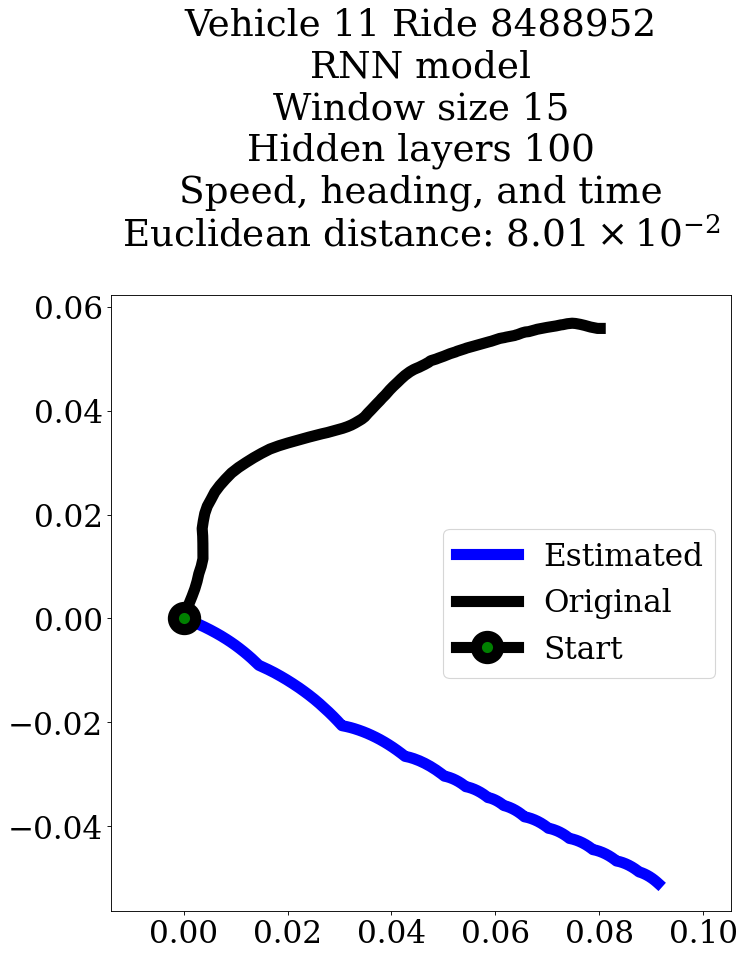 Vehicle 11 Ride 8488952
RNN model
Window size 15
Hidden layers 100
Speed, heading, and time
Euclidean distance: 8.01 × 10⁻²
0.06
0.04
0.02
0.00
−0.02
−0.04
Estimated
Original
Start
0.00 0.02 0.04 0.06 0.08 0.10